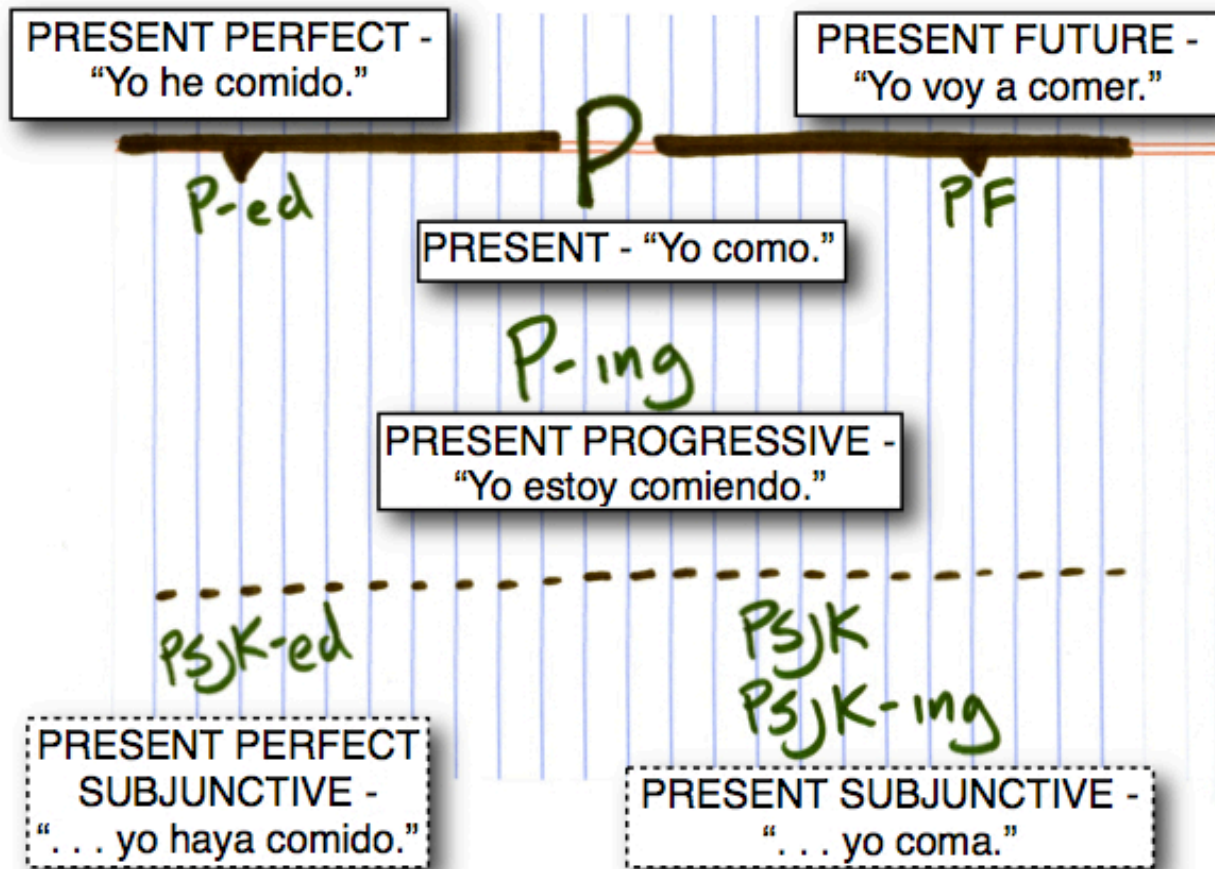 PRESENT PERFECT -
“Yo he comido.”
PRESENT FUTURE -
“Yo voy a comer.”
P
P-ed
PF
PRESENT - “Yo como.”
P-ing
PRESENT PROGRESSIVE -
“Yo estoy comiendo.”
PSJK-ed
PSJK
PSJK-ing
PRESENT PERFECT
SUBJUNCTIVE -
“. . . yo haya comido.”
PRESENT SUBJUNCTIVE -
“. . . yo coma.”